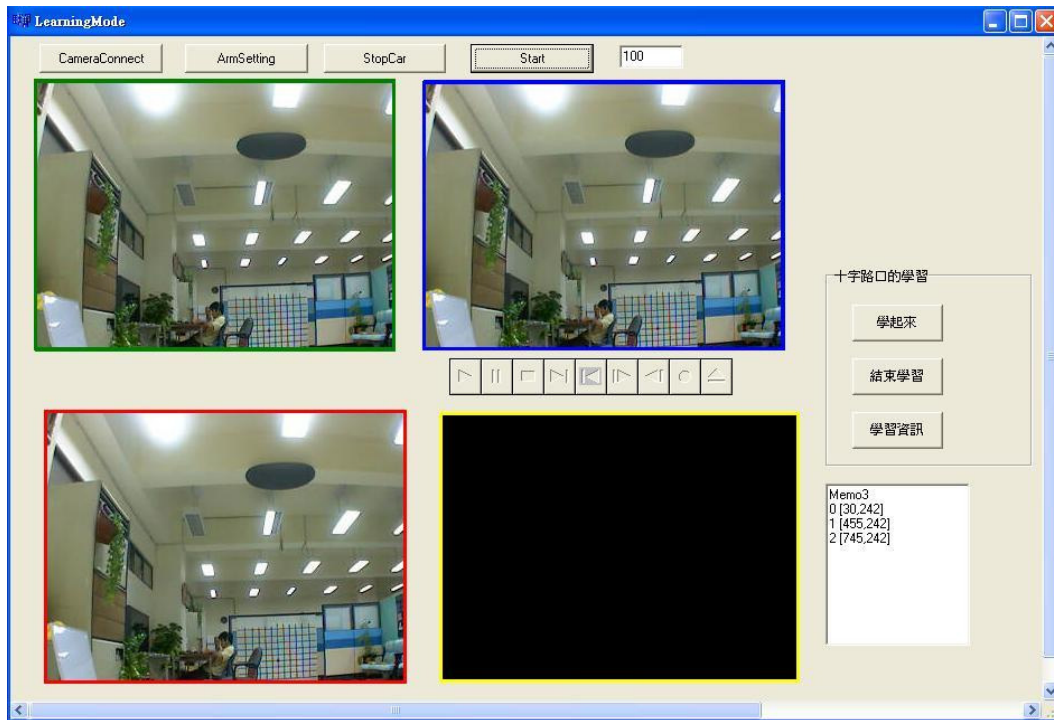 LearningMode
CameraConnect
ArmSetting
StopCar
Start
100
十字路口的學習
學起來
結束學習
學習資訊
Memo3
0 [30,242]
1 [455,242]
2 [745,242]